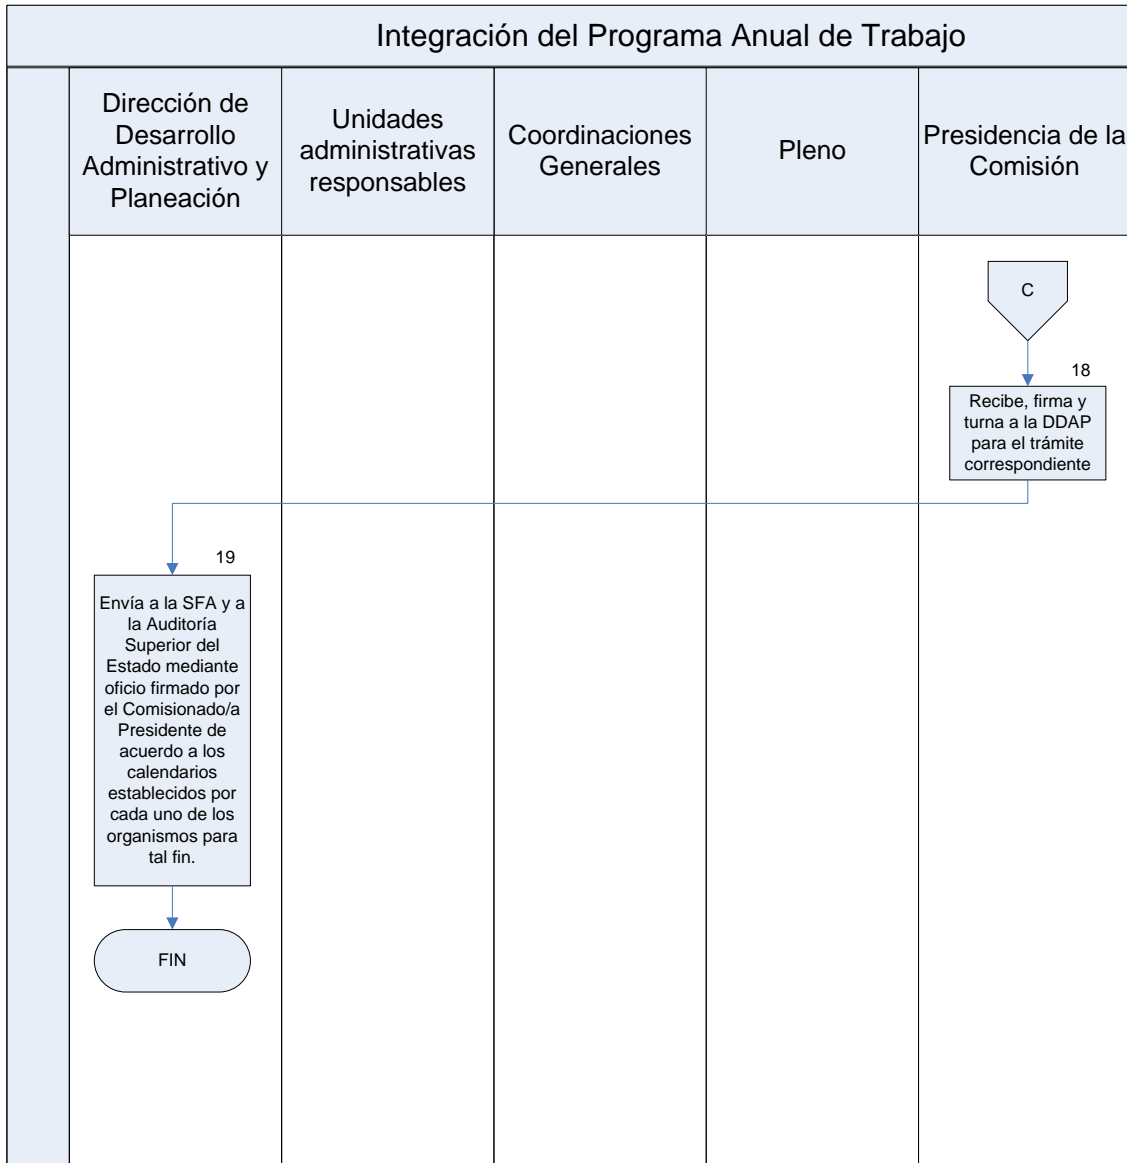 Integración del Programa Anual de Trabajo
Dirección de
Desarrollo
Administrativo y
Planeación
Unidades
administrativas
responsables
Coordinaciones
Generales
Pleno
Presidencia de la
Comisión
C
18
Recibe, firma y
turna a la DDAP
para el trámite
correspondiente
19
Envía a la SFA y a
la Auditoría
Superior del
Estado mediante
oficio firmado por
el Comisionado/a
Presidente de
acuerdo a los
calendarios
establecidos por
cada uno de los
organismos para
tal fin.
FIN